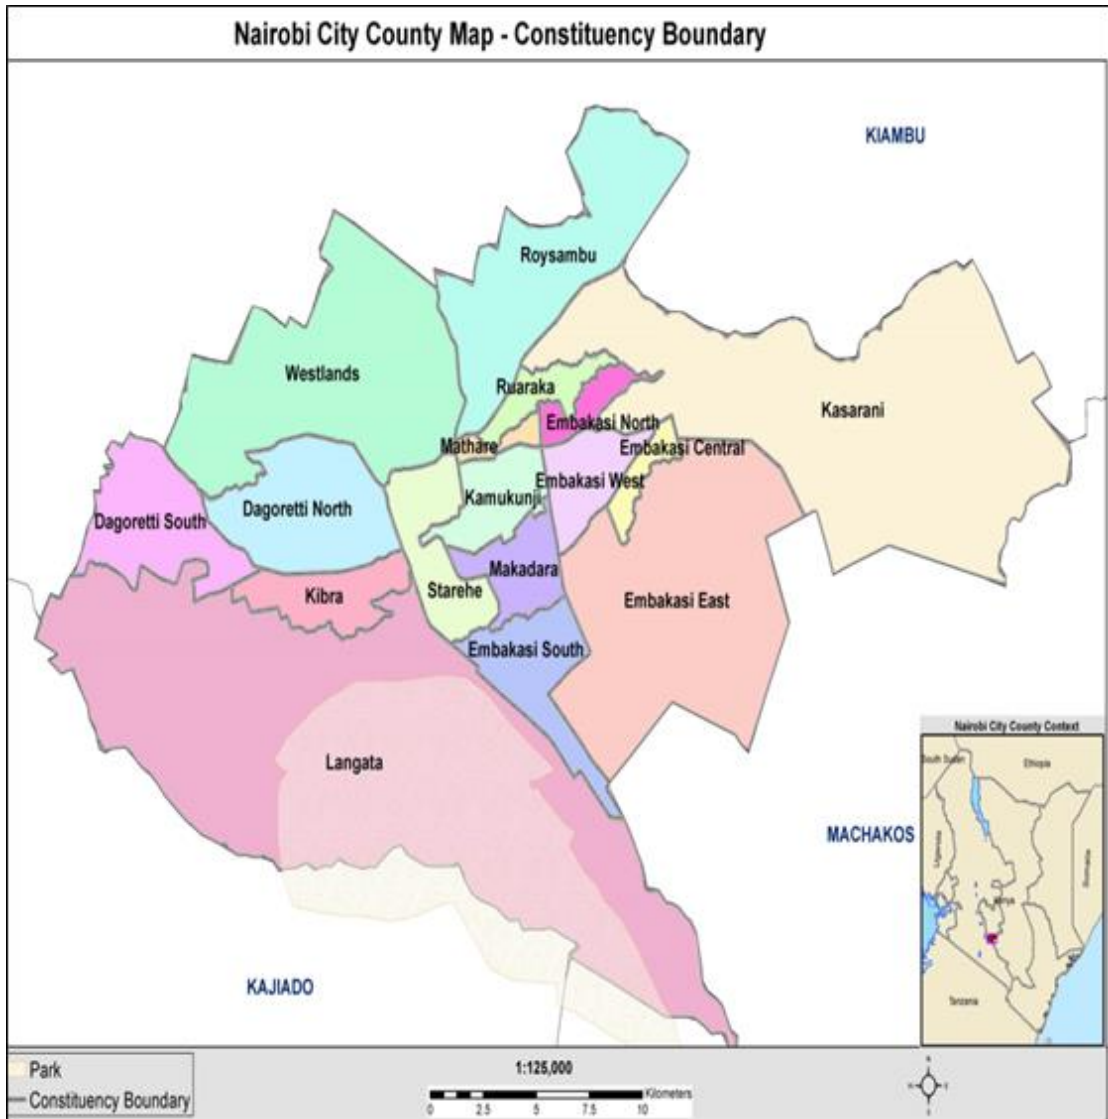 Nairobi City County Map - Constituency Boundary
KIAMBU
Roysambu
Westlands
Ruaraka
Kasarani
Embakasi North
Mathare
Embakasi Central
Embakasi West
Kamukunji
Dagoretti North
Dagoretti South
Makadara
Starehe
Kibra
Embakasi East
Embakasi South
Langata
MACHAKOS
KAJIADO
Nairobi City County Context
South Sudan
Ethiopia
Tanzania
Park
Constituency Boundary
1:125,000
Kilometers
0 2.5 5 7.5 10